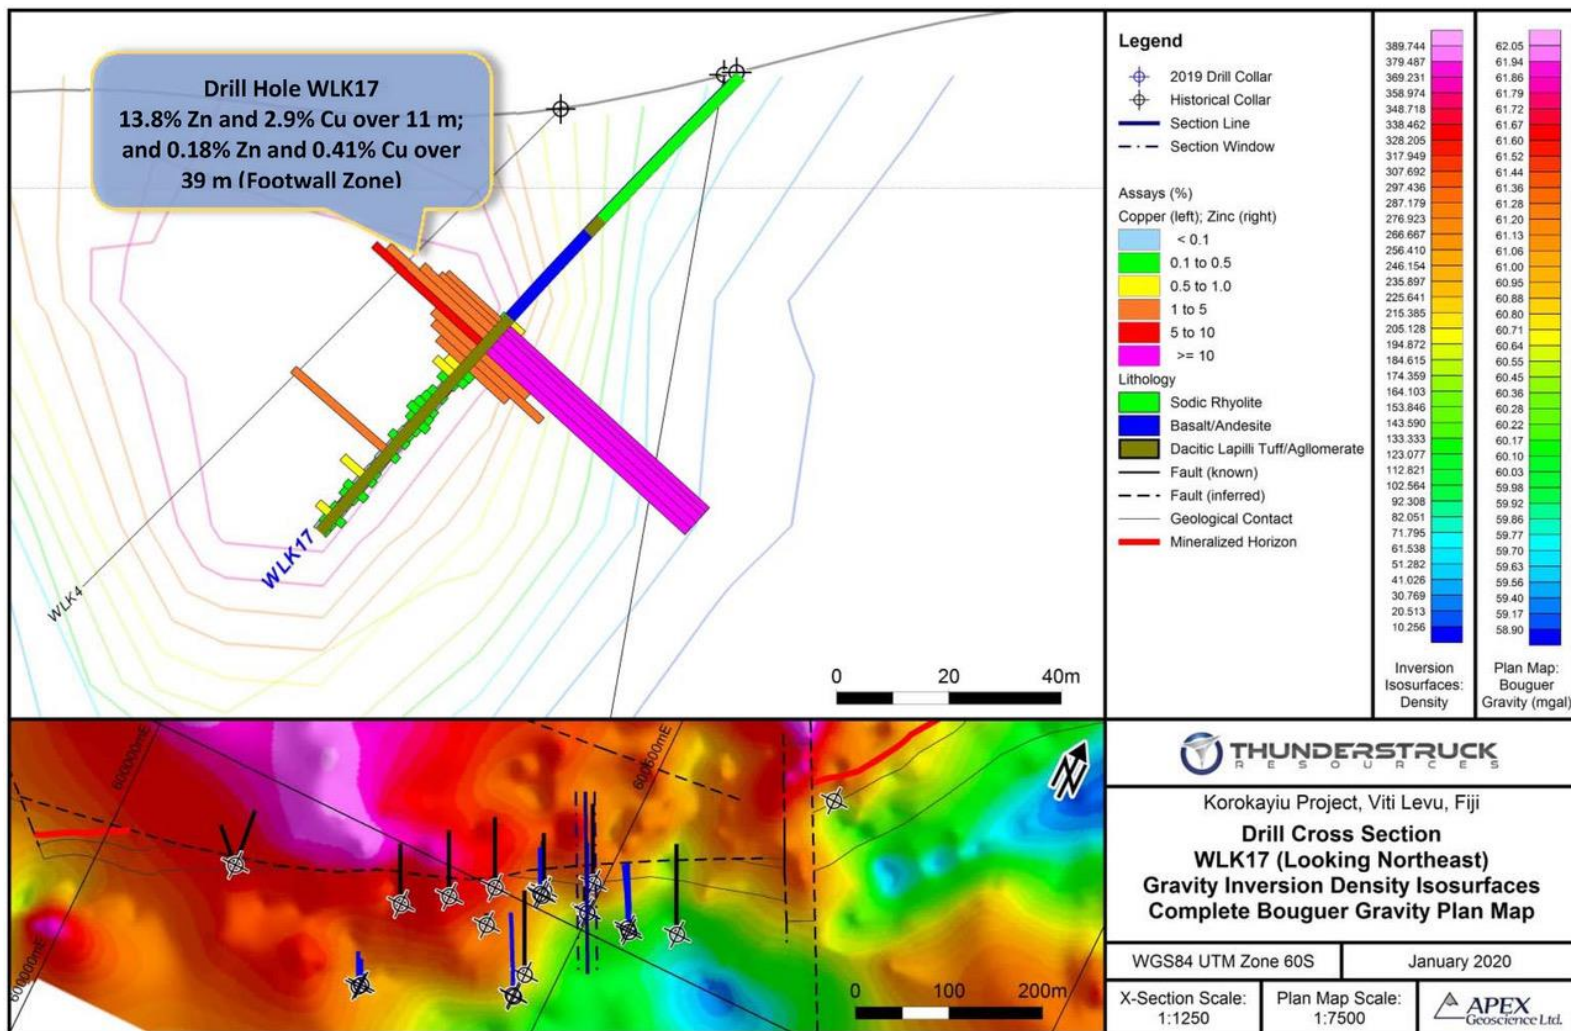 Drill Hole WLK17
13.8% Zn and 2.9% Cu over 11 m;
and 0.18% Zn and 0.41% Cu over
39 m (Footwall Zone)
WLK17
WLK4
0 20 40m
Legend
2019 Drill Collar
Historical Collar
Section Line
Section Window
Assays (%)
Copper (left); Zinc (right)
< 0.1
0.1 to 0.5
0.5 to 1.0
1 to 5
5 to 10
>= 10
Lithology
Sodic Rhyolite
Basalt/Andesite
Dacitic Lapilli Tuff/Agllomerate
Fault (known)
Fault (inferred)
Geological Contact
Mineralized Horizon
389.744
379.487
369.231
358.974
348.718
338.462
328.205
317.949
307.692
297.436
287.179
276.923
266.667
256.410
246.154
235.897
225.641
215.385
205.128
194.872
184.615
174.359
164.103
153.846
143.590
133.333
123.077
112.821
102.564
92.308
82.051
71.795
61.538
51.282
41.026
30.769
20.513
10.256
Inversion
Isosurfaces:
Density
62.05
61.94
61.86
61.79
61.72
61.67
61.60
61.52
61.44
61.36
61.28
61.20
61.13
61.06
61.00
60.95
60.88
60.80
60.71
60.64
60.55
60.45
60.36
60.28
60.22
60.17
60.10
60.03
59.98
59.92
59.86
59.77
59.70
59.63
59.56
59.40
59.17
58.90
Plan Map:
Bouguer
Gravity (mgal)
600000mE
600600mE
600000mE
N
0 100 200m
THUNDERSTRUCK
RESOURCES
Korokayiu Project, Viti Levu, Fiji
Drill Cross Section
WLK17 (Looking Northeast)
Gravity Inversion Density Isosurfaces
Complete Bouguer Gravity Plan Map
WGS84 UTM Zone 60S
January 2020
X-Section Scale:
1:1250
Plan Map Scale:
1:7500
APEX
Geoscience Ltd.